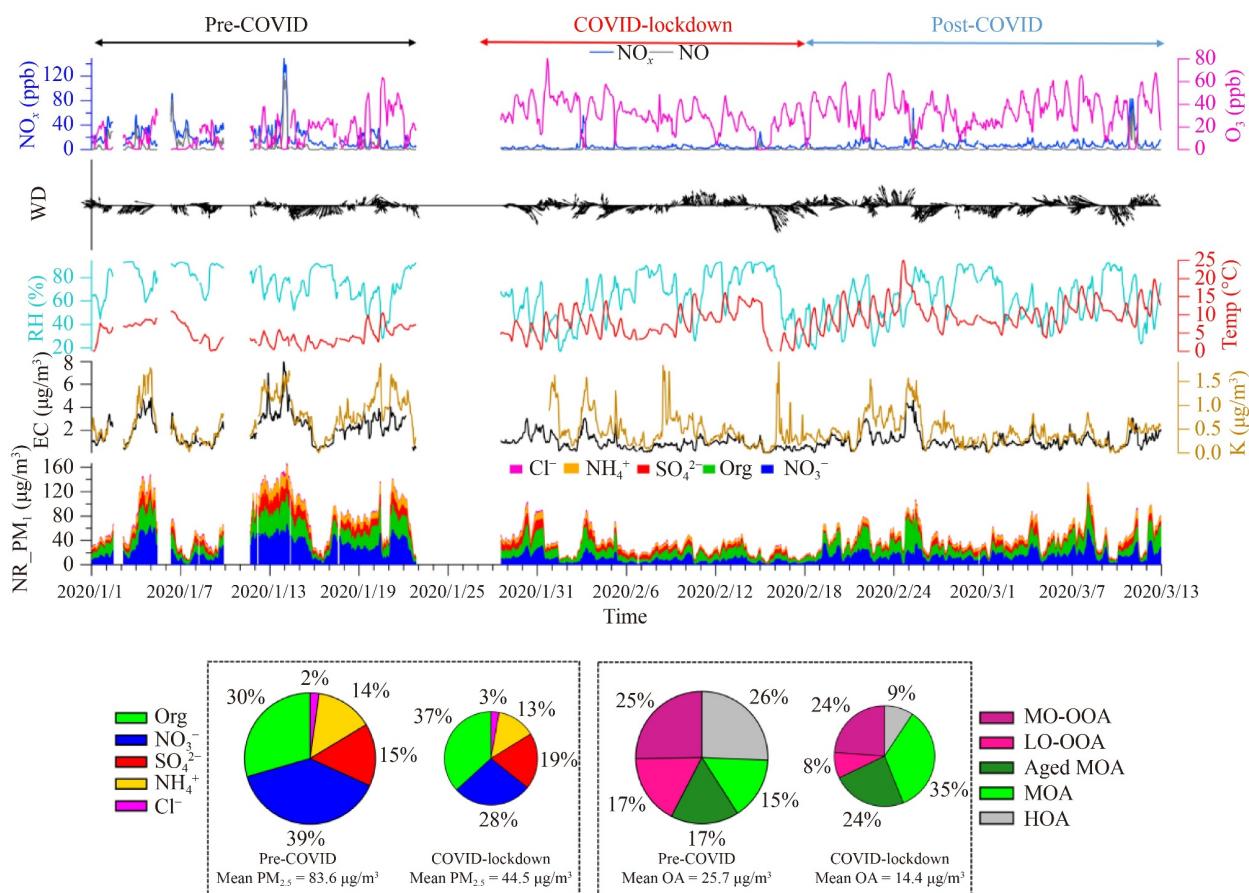 Pre-COVID COVID-lockdown Post-COVID
NOₓ NO
NOₓ (ppb)
120
80
40
0
O₃ (ppb)
80
60
40
20
0
WD
RH (%)
80
60
40
20
Temp (°C)
25
20
15
10
5
0
EC (μg/m³)
8
6
4
2
K (μg/m³)
1.5
1.0
0.5
0.0
Cl⁻ NH₄⁺ SO₄²⁻ Org NO₃⁻
NR_PM₁ (μg/m³)
160
120
80
40
0
2020/1/1 2020/1/7 2020/1/13 2020/1/19 2020/1/25 2020/1/31 2020/2/6 2020/2/12 2020/2/18 2020/2/24 2020/3/1 2020/3/7 2020/3/13
Time
Org
NO₃⁻
SO₄²⁻
NH₄⁺
Cl⁻
2%
30% 14%
15%
39%
Pre-COVID
Mean PM₂.₅ = 83.6 μg/m³
3%
37% 13%
19%
28%
COVID-lockdown
Mean PM₂.₅ = 44.5 μg/m³
25% 26%
17% 15%
17%
Pre-COVID
Mean OA = 25.7 μg/m³
9%
24%
8% 35%
24%
COVID-lockdown
Mean OA = 14.4 μg/m³
MO-OOA
LO-OOA
Aged MOA
MOA
HOA